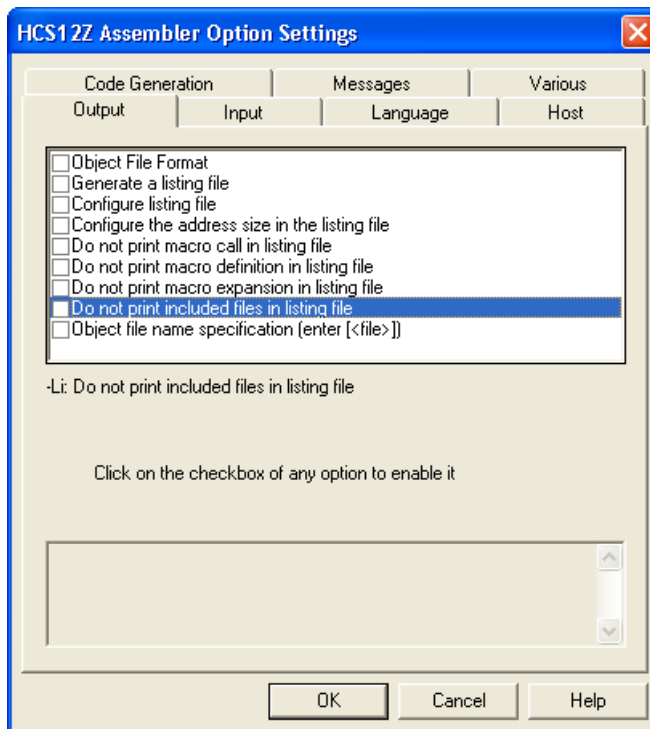 HCS12Z Assembler Option Settings
Code Generation Messages Various
Output Input Language Host
Object File Format
Generate a listing file
Configure listing file
Configure the address size in the listing file
Do not print macro call in listing file
Do not print macro definition in listing file
Do not print macro expansion in listing file
Do not print included files in listing file
Object file name specification (enter [<file>])
-Li: Do not print included files in listing file
Click on the checkbox of any option to enable it
OK Cancel Help